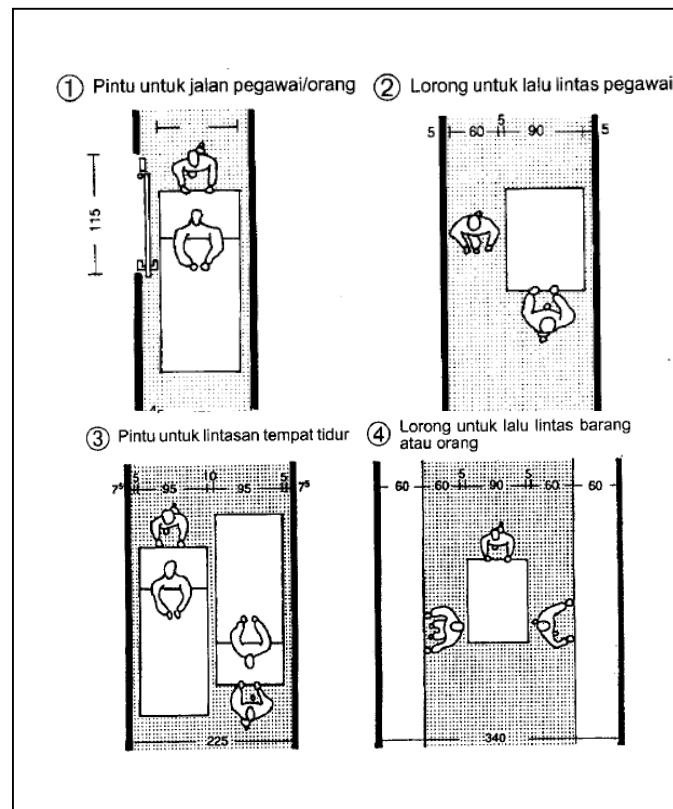 ① Pintu untuk jalan pegawai/orang
115
② Lorong untuk lalu lintas pegawai
5 60 5 90 5
③ Pintu untuk lintasan tempat tidur
7⁵ 5 95 10 95 5 7⁵
225
④ Lorong untuk lalu lintas barang
atau orang
60 60 5 90 5 60 60
340